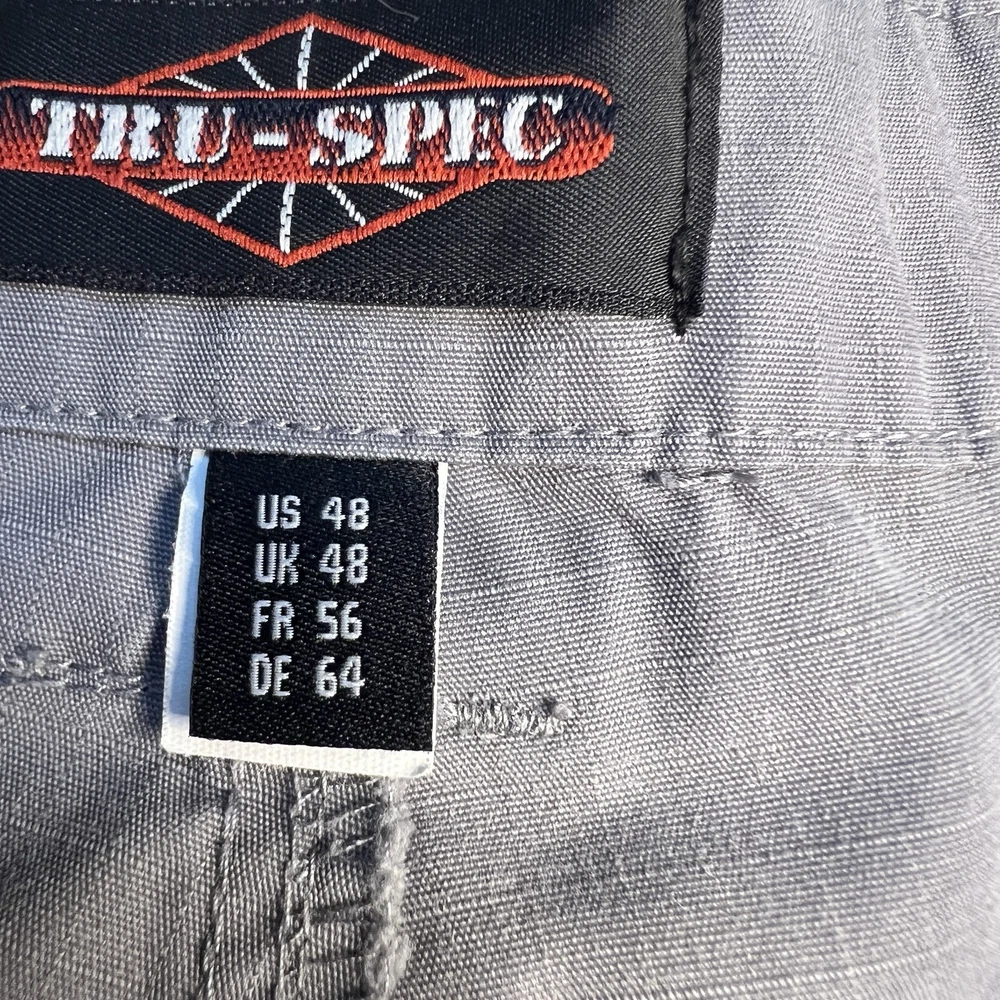 TRU-SPEC
US 48
UK 48
FR 56
DE 64